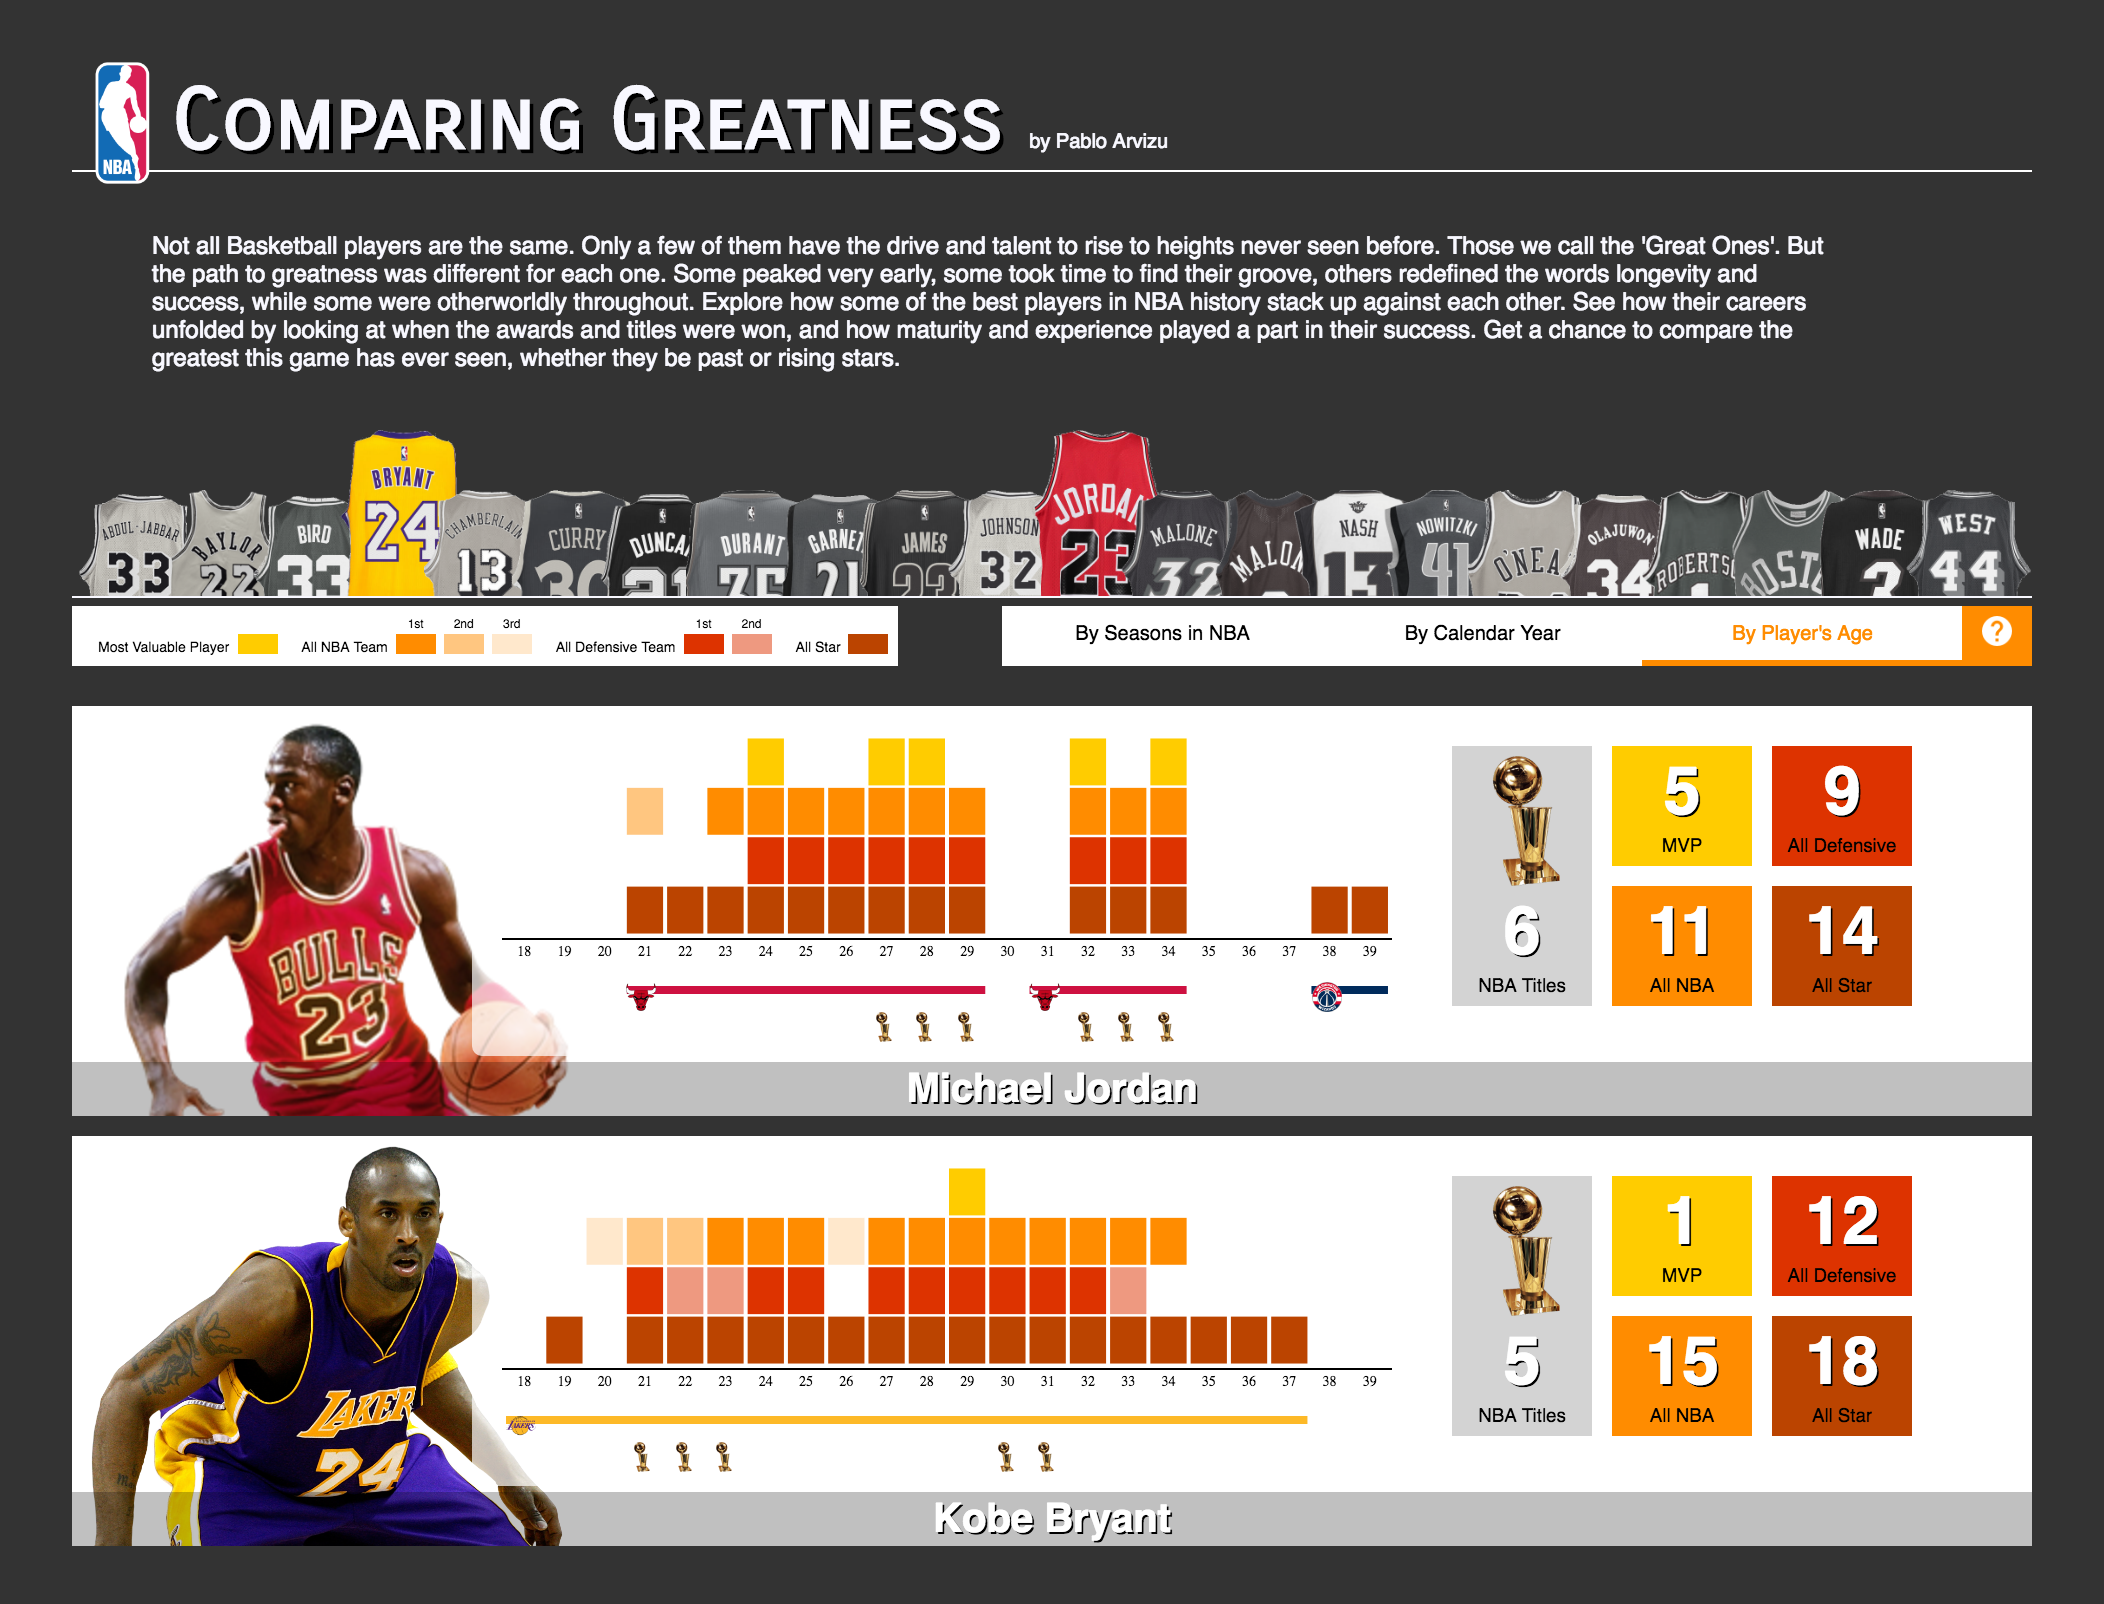 NBA
COMPARING GREATNESS by Pablo Arvizu
Not all Basketball players are the same. Only a few of them have the drive and talent to rise to heights never seen before. Those we call the 'Great Ones'. But
the path to greatness was different for each one. Some peaked very early, some took time to find their groove, others redefined the words longevity and
success, while some were otherworldly throughout. Explore how some of the best players in NBA history stack up against each other. See how their careers
unfolded by looking at when the awards and titles were won, and how maturity and experience played a part in their success. Get a chance to compare the
greatest this game has ever seen, whether they be past or rising stars.
ABDUL-JABBAR 33
BAYLOR 22
BIRD 33
BRYANT 24
CHAMBERLAIN 13
CURRY 30
DUNCA 21
DURANT 35
GARNET 21
JAMES 23
JOHNSON 32
JORDAN 23
MALONE 32
MALON
NASH 13
NOWITZKI 41
O'NEA
OLAJUWON 34
ROBERTS 1
BOST
WADE 3
WEST 44
1st 2nd 3rd 1st 2nd
Most Valuable Player All NBA Team All Defensive Team All Star
By Seasons in NBA By Calendar Year By Player's Age ?
BULLS
23
18 19 20 21 22 23 24 25 26 27 28 29 30 31 32 33 34 35 36 37 38 39
6
NBA Titles
5
MVP
9
All Defensive
11
All NBA
14
All Star
Michael Jordan
LAKER
24
18 19 20 21 22 23 24 25 26 27 28 29 30 31 32 33 34 35 36 37 38 39
LAKERS
5
NBA Titles
1
MVP
12
All Defensive
15
All NBA
18
All Star
Kobe Bryant